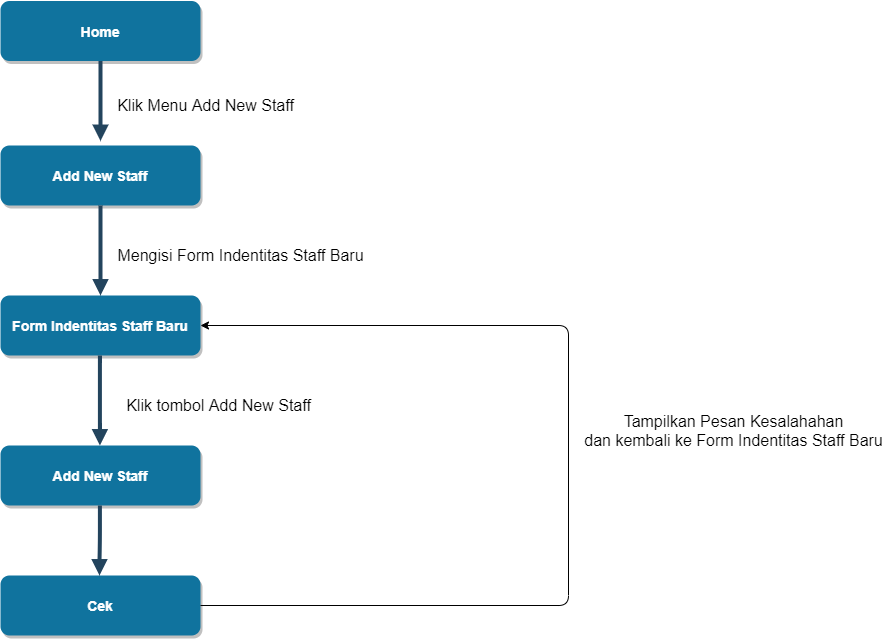 Home
Klik Menu Add New Staff
Add New Staff
Mengisi Form Indentitas Staff Baru
Form Indentitas Staff Baru
Klik tombol Add New Staff
Tampilkan Pesan Kesalahahan
dan kembali ke Form Indentitas Staff Baru
Add New Staff
Cek